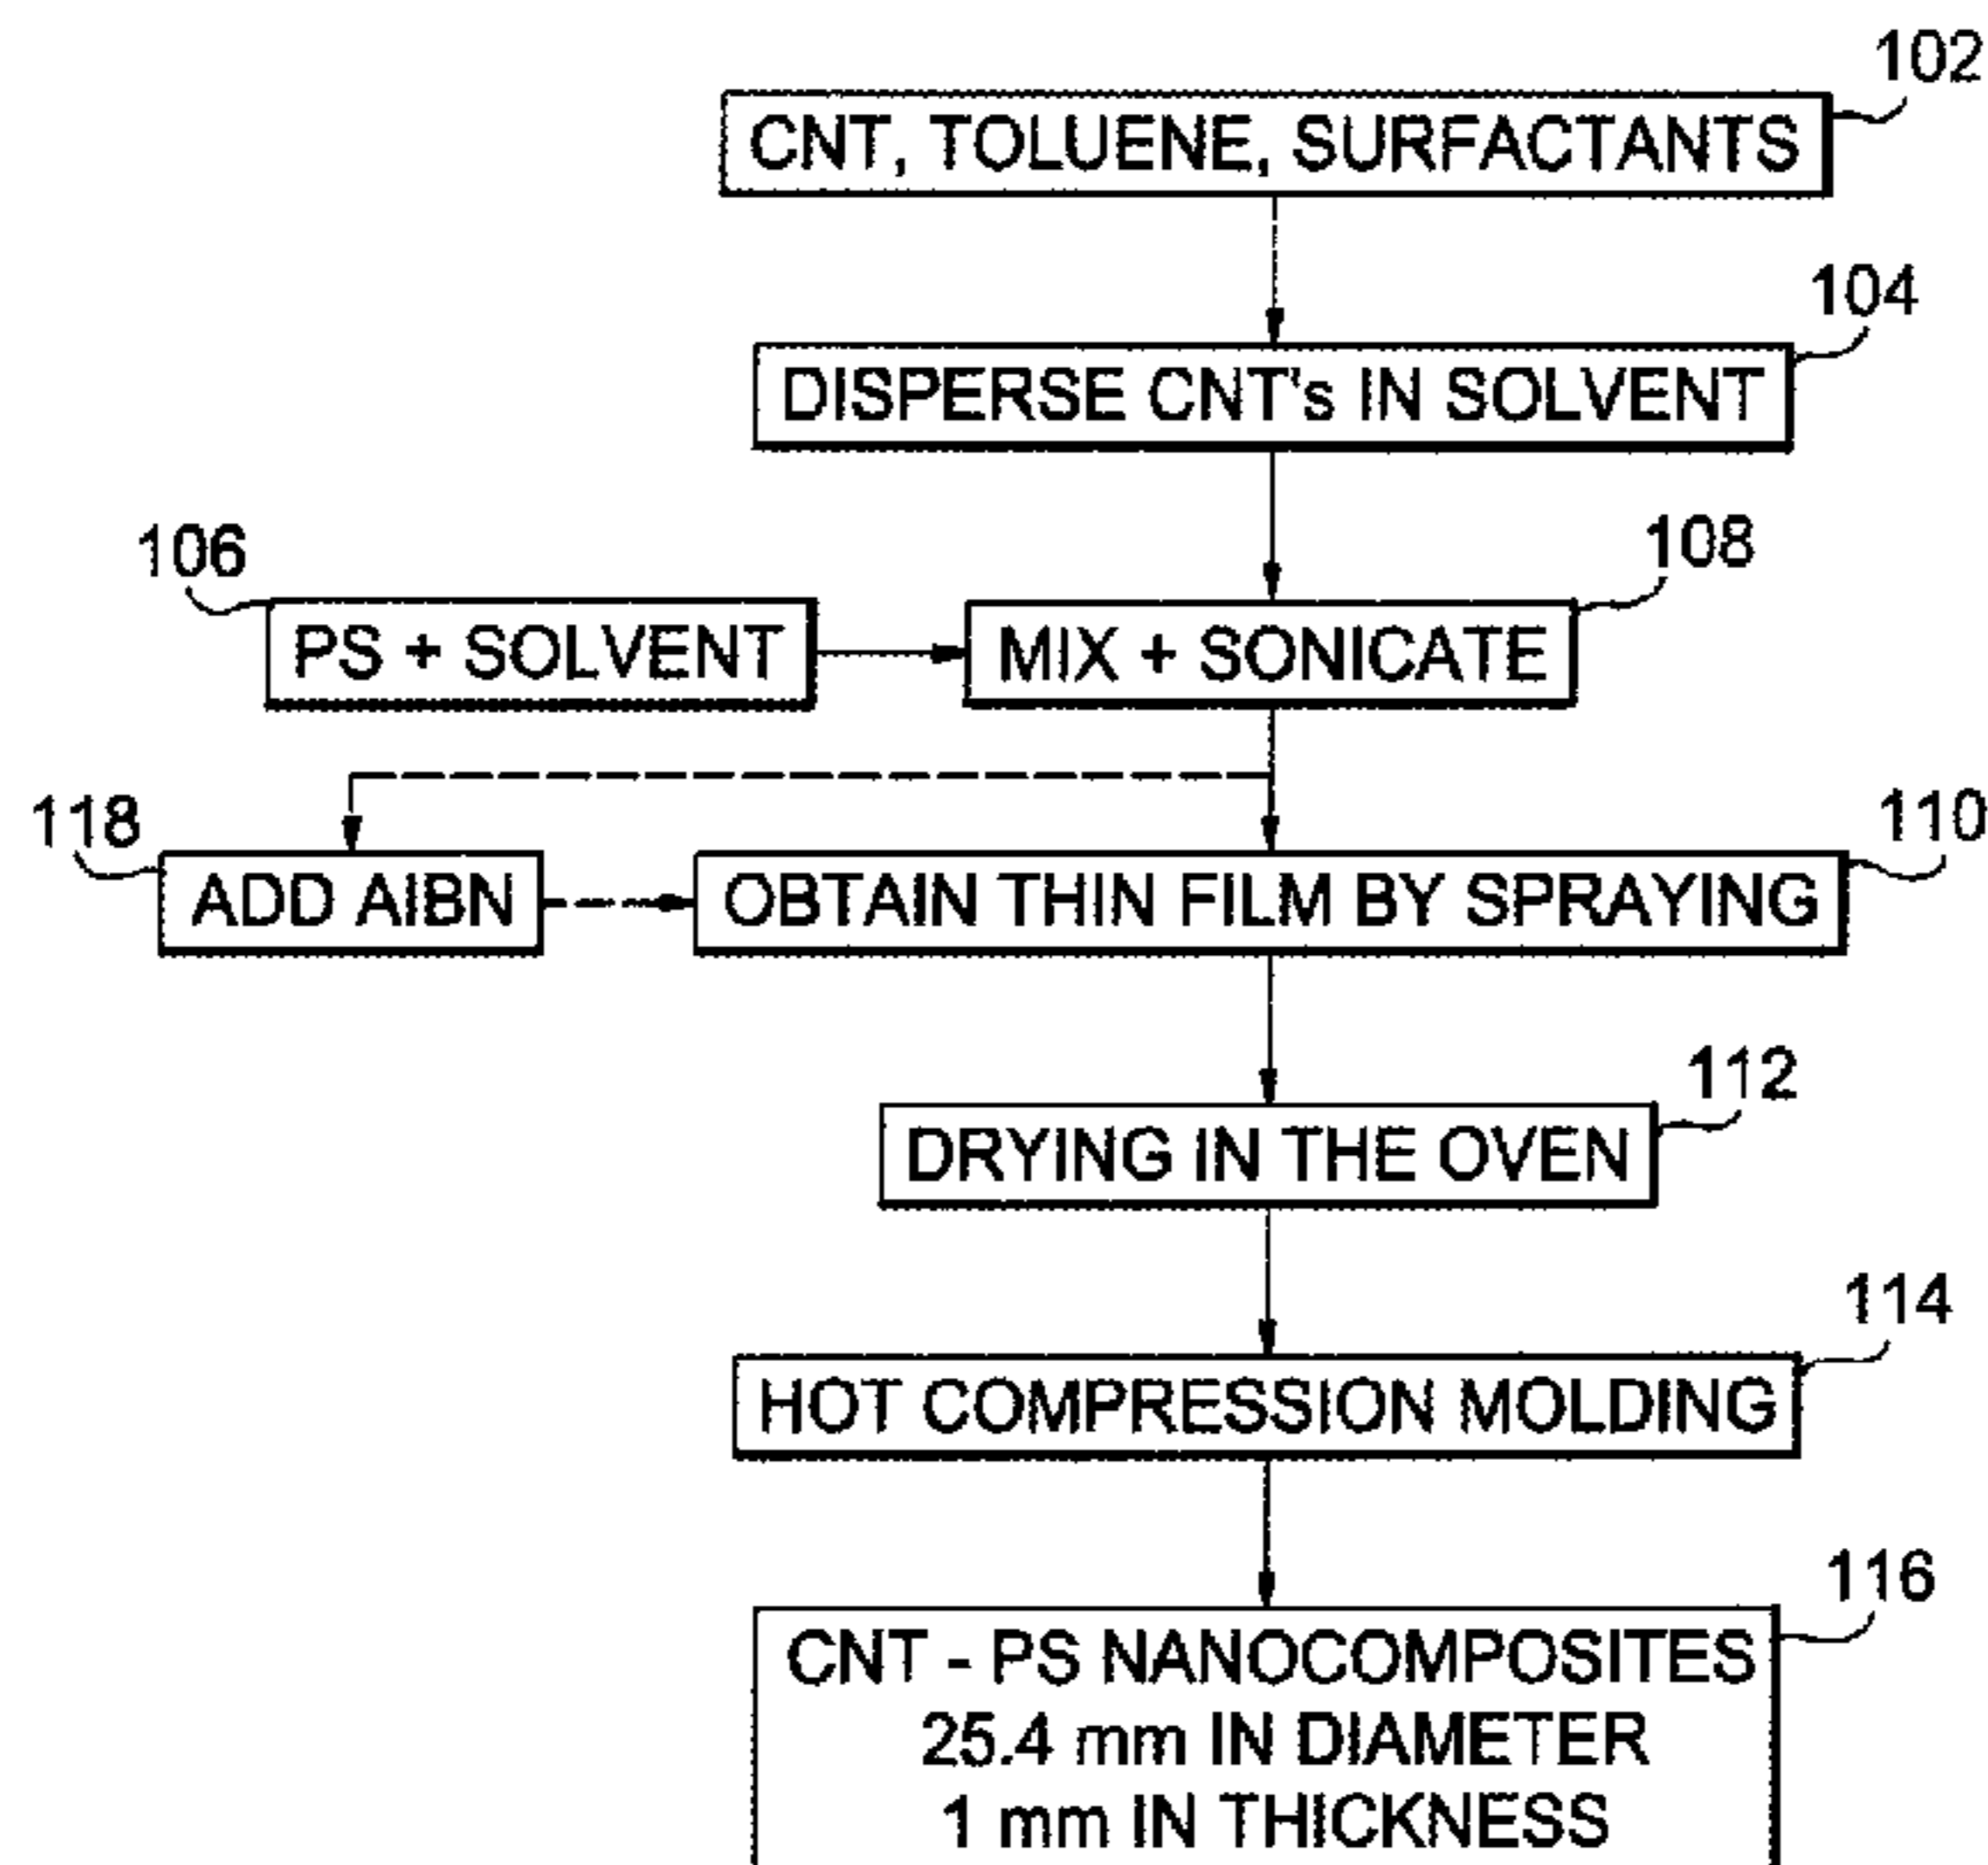 102
CNT, TOLUENE, SURFACTANTS
104
DISPERSE CNT's IN SOLVENT
106
108
PS + SOLVENT
MIX + SONICATE
118
110
ADD AIBN
OBTAIN THIN FILM BY SPRAYING
112
DRYING IN THE OVEN
114
HOT COMPRESSION MOLDING
116
CNT - PS NANOCOMPOSITES
25.4 mm IN DIAMETER
1 mm IN THICKNESS